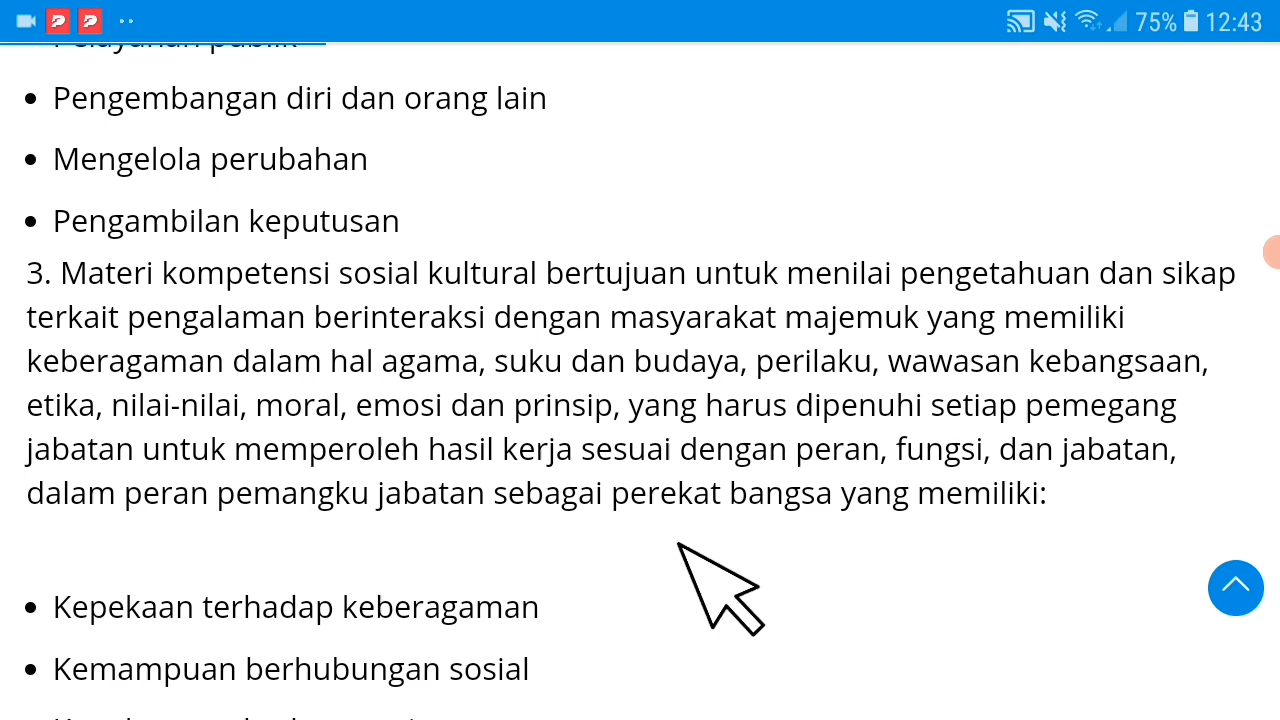 75% 12:43
Pengembangan diri dan orang lain
Mengelola perubahan
Pengambilan keputusan
3. Materi kompetensi sosial kultural bertujuan untuk menilai pengetahuan dan sikap
terkait pengalaman berinteraksi dengan masyarakat majemuk yang memiliki
keberagaman dalam hal agama, suku dan budaya, perilaku, wawasan kebangsaan,
etika, nilai-nilai, moral, emosi dan prinsip, yang harus dipenuhi setiap pemegang
jabatan untuk memperoleh hasil kerja sesuai dengan peran, fungsi, dan jabatan,
dalam peran pemangku jabatan sebagai perekat bangsa yang memiliki:
Kepekaan terhadap keberagaman
Kemampuan berhubungan sosial